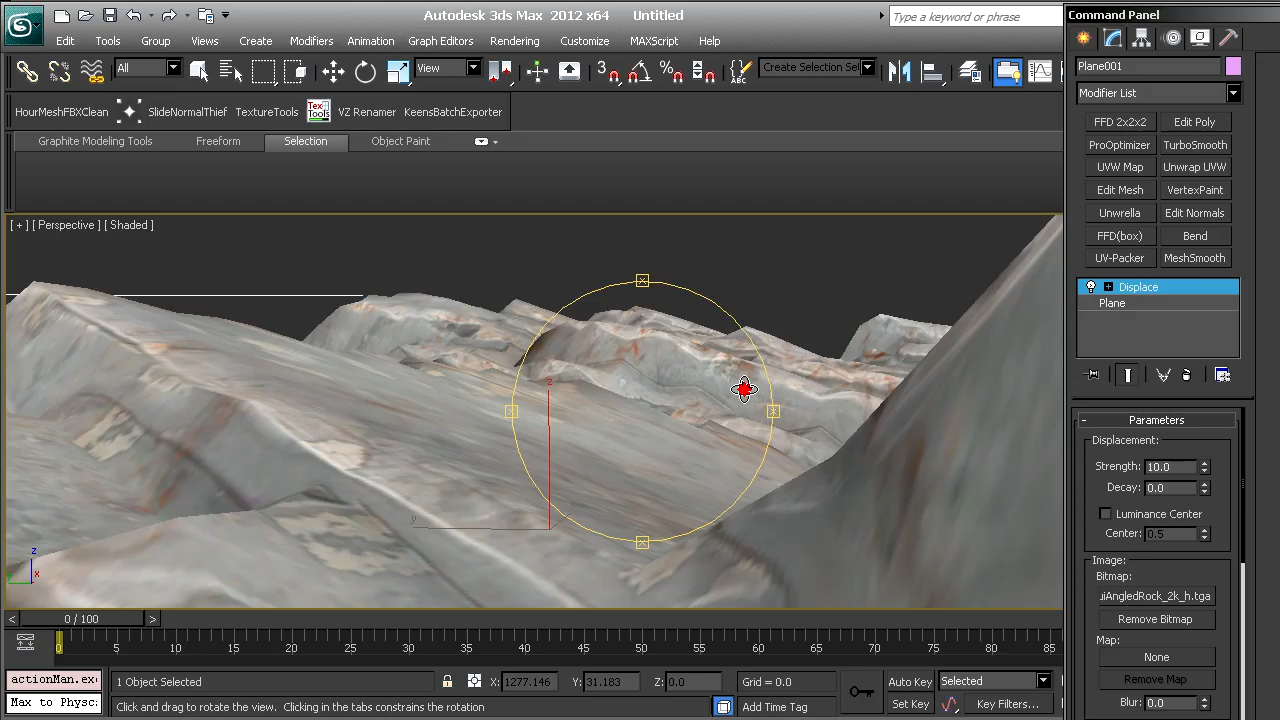 Autodesk 3ds Max 2012 x64 Untitled
Type a keyword or phrase
Edit Tools Group Views Create Modifiers Animation Graph Editors Rendering Customize MAXScript Help
All View 3 Create Selection Sel
HourMeshFBXClean SlideNormalThief TextureTools Tex Tools VZ Renamer KeensBatchExporter
Graphite Modeling Tools Freeform Selection Object Paint
[ + ] [ Perspective ] [ Shaded ]
z
y
z
x
< 0 / 100 >
0 5 10 15 20 25 30 35 40 45 50 55 60 65 70 75 80 85
actionMan.ex 1 Object Selected X: 1277.146 Y: 31.183 Z: 0.0 Grid = 0.0 Auto Key Selected
Max to Physc: Click and drag to rotate the view. Clicking in the tabs constrains the rotation Add Time Tag Set Key Key Filters...
Command Panel
Plane001
Modifier List
FFD 2x2x2 Edit Poly
ProOptimizer TurboSmooth
UVW Map Unwrap UVW
Edit Mesh VertexPaint
Unwrella Edit Normals
FFD(box) Bend
UV-Packer MeshSmooth
Displace
Plane
- Parameters
Displacement:
Strength: 10.0
Decay: 0.0
Luminance Center
Center: 0.5
Image:
Bitmap:
uiAngledRock_2k_h.tga
Remove Bitmap
Map:
None
Remove Map
Blur: 0.0